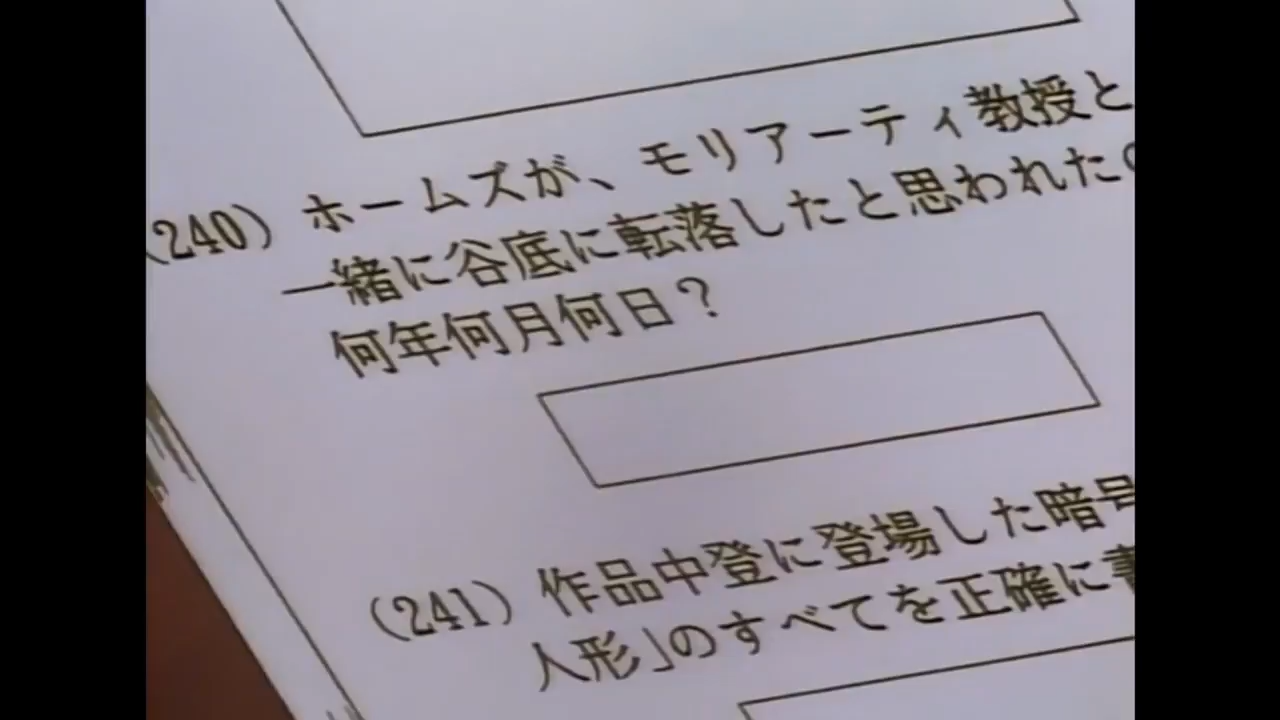 (240) ホームズが、モリアーティ教授と
一緒に谷底に転落したと思われたの
何年何月何日?
(241) 作品中登に登場した暗号
人形」のすべてを正確に書